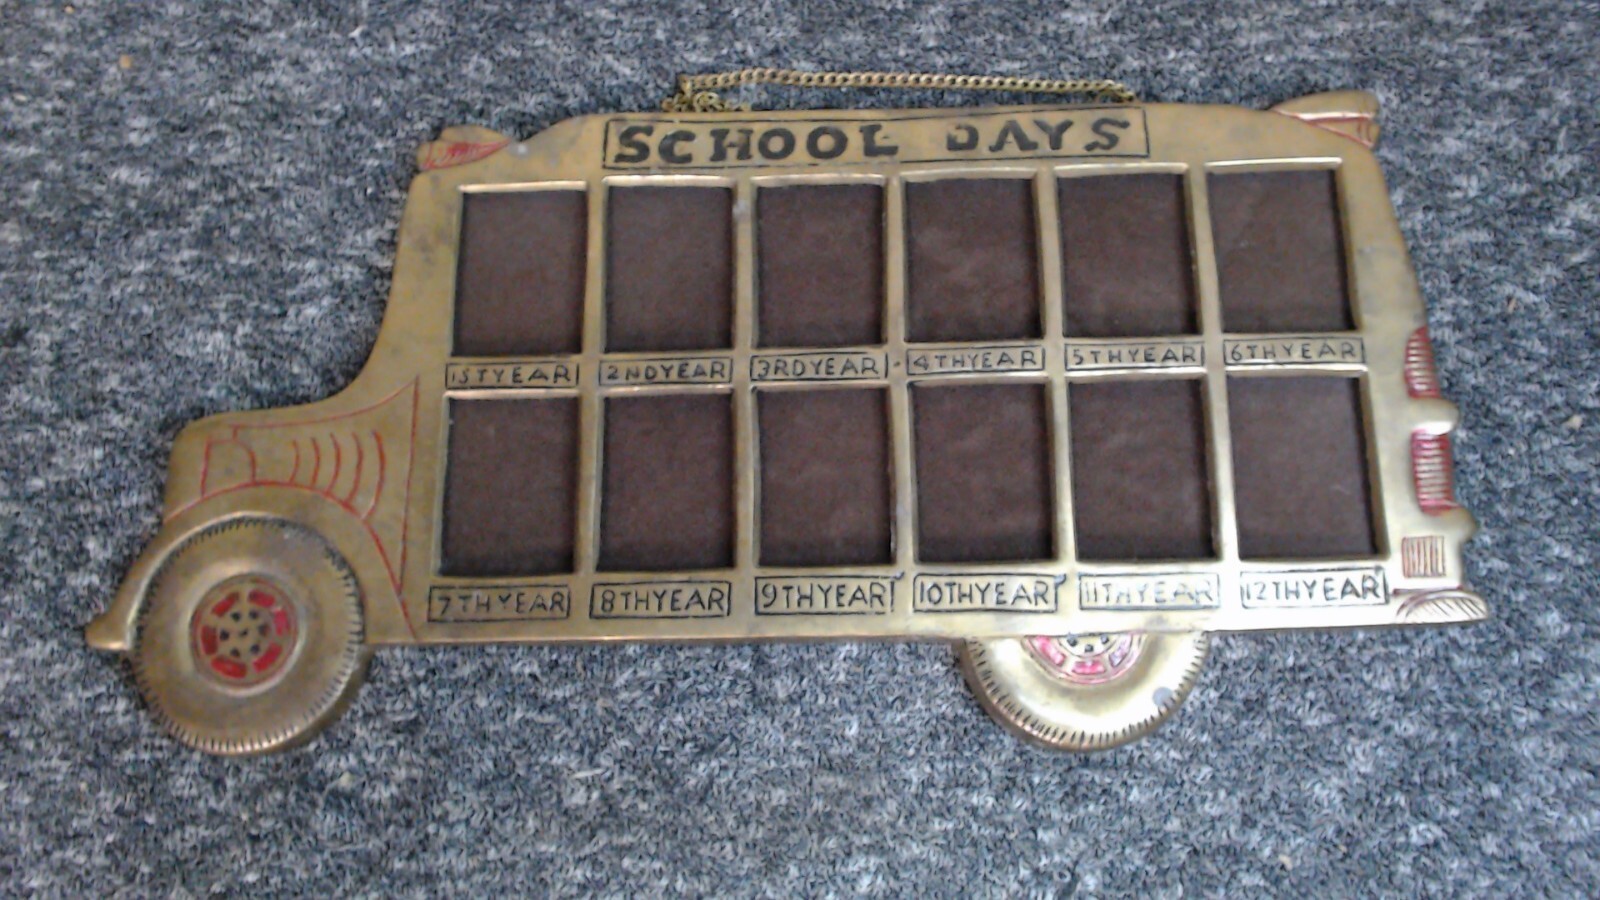 SCHOOL DAYS
1STYEAR 2NDYEAR 3RDYEAR 4THYEAR 5THYEAR 6THYEAR
7THYEAR 8THYEAR 9THYEAR 10THYEAR 11THYEAR 12THYEAR